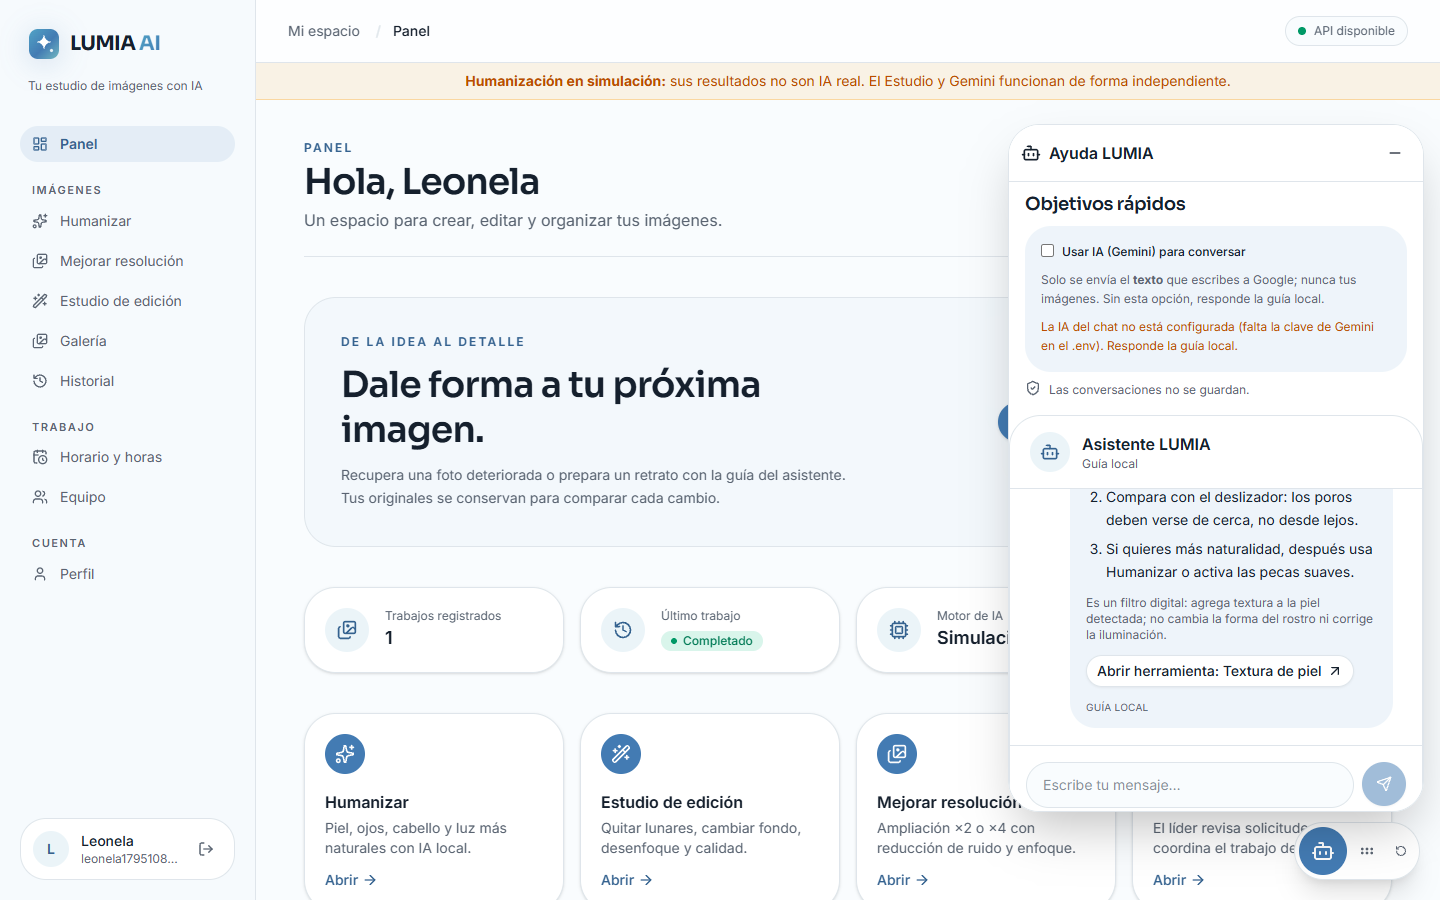 LUMIA AI
Tu estudio de imágenes con IA
Panel
IMÁGENES
Humanizar
Mejorar resolución
Estudio de edición
Galería
Historial
TRABAJO
Horario y horas
Equipo
CUENTA
Perfil
L
Leonela
leonela1795108...
Mi espacio / Panel
API disponible
Humanización en simulación: sus resultados no son IA real. El Estudio y Gemini funcionan de forma independiente.
PANEL
Hola, Leonela
Un espacio para crear, editar y organizar tus imágenes.
DE LA IDEA AL DETALLE
Dale forma a tu próxima
imagen.
Recupera una foto deteriorada o prepara un retrato con la guía del asistente.
Tus originales se conservan para comparar cada cambio.
Trabajos registrados
1
Último trabajo
Completado
Motor de IA
Simulaci
Humanizar
Piel, ojos, cabello y luz más
naturales con IA local.
Abrir
Estudio de edición
Quitar lunares, cambiar fondo,
desenfoque y calidad.
Abrir
Mejorar resolución
Ampliación ×2 o ×4 con
reducción de ruido y enfoque.
Abrir
El líder revisa solicitude
coordina el trabajo de
Abrir
Ayuda LUMIA
Objetivos rápidos
Usar IA (Gemini) para conversar
Solo se envía el texto que escribes a Google; nunca tus
imágenes. Sin esta opción, responde la guía local.
La IA del chat no está configurada (falta la clave de Gemini
en el .env). Responde la guía local.
Las conversaciones no se guardan.
Asistente LUMIA
Guía local
2. Compara con el deslizador: los poros
deben verse de cerca, no desde lejos.
3. Si quieres más naturalidad, después usa
Humanizar o activa las pecas suaves.
Es un filtro digital: agrega textura a la piel
detectada; no cambia la forma del rostro ni corrige
la iluminación.
Abrir herramienta: Textura de piel
GUÍA LOCAL
Escribe tu mensaje...